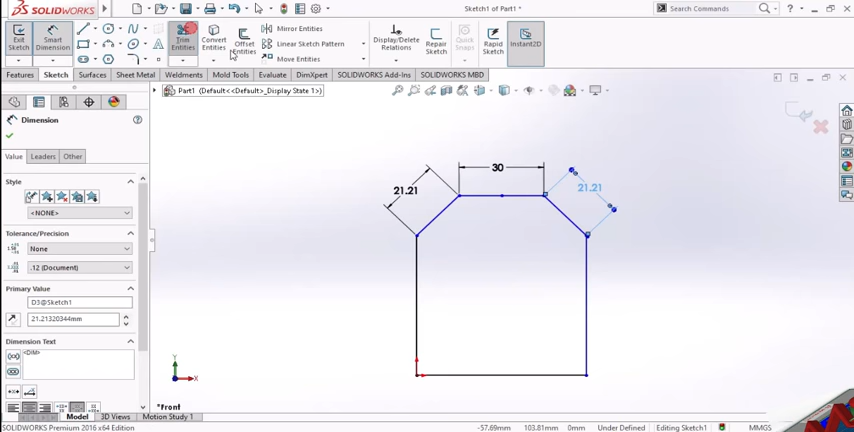 SOLIDWORKS
Sketch1 of Part1 *
Search Commands
Exit Sketch
Smart Dimension
Trim Entities
Convert Entities
Offset Entities
Mirror Entities
Linear Sketch Pattern
Move Entities
Display/Delete Relations
Repair Sketch
Quick Snaps
Rapid Sketch
Instant2D
Features Sketch Surfaces Sheet Metal Weldments Mold Tools Evaluate DimXpert SOLIDWORKS Add-Ins SOLIDWORKS MBD
Part1 (Default<<Default>_Display State 1>)
Dimension
Value Leaders Other
Style
<NONE>
Tolerance/Precision
None
.12 (Document)
Primary Value
D3@Sketch1
21.21320344mm
Dimension Text
<DIM>
21.21
30
21.21
Y
X
*Front
Model 3D Views Motion Study 1
SOLIDWORKS Premium 2016 x64 Edition
-57.69mm 103.81mm 0mm Under Defined Editing Sketch1 MMGS